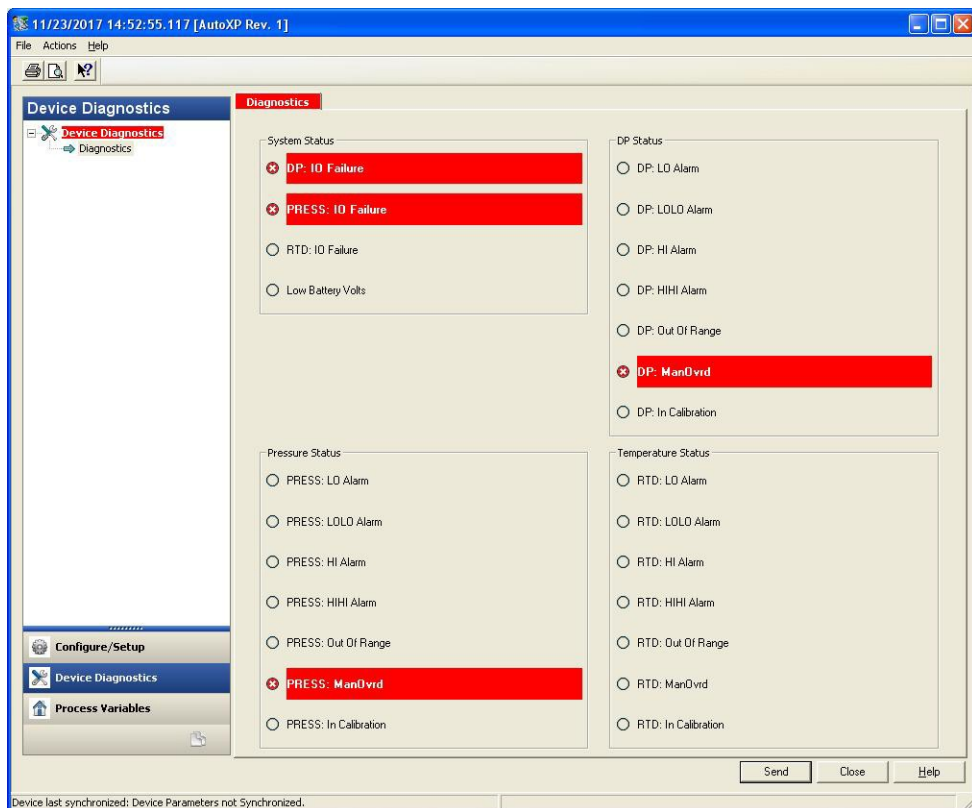 11/23/2017 14:52:55.117 [AutoXP Rev. 1]
File Actions Help
Device Diagnostics
Device Diagnostics
Diagnostics
Configure/Setup
Device Diagnostics
Process Variables
Diagnostics
System Status
DP: IO Failure
PRESS: IO Failure
RTD: IO Failure
Low Battery Volts
DP Status
DP: LO Alarm
DP: LOLO Alarm
DP: HI Alarm
DP: HIHI Alarm
DP: Out Of Range
DP: ManOvrd
DP: In Calibration
Pressure Status
PRESS: LO Alarm
PRESS: LOLO Alarm
PRESS: HI Alarm
PRESS: HIHI Alarm
PRESS: Out Of Range
PRESS: ManOvrd
PRESS: In Calibration
Temperature Status
RTD: LO Alarm
RTD: LOLO Alarm
RTD: HI Alarm
RTD: HIHI Alarm
RTD: Out Of Range
RTD: ManOvrd
RTD: In Calibration
Send Close Help
Device last synchronized: Device Parameters not Synchronized.